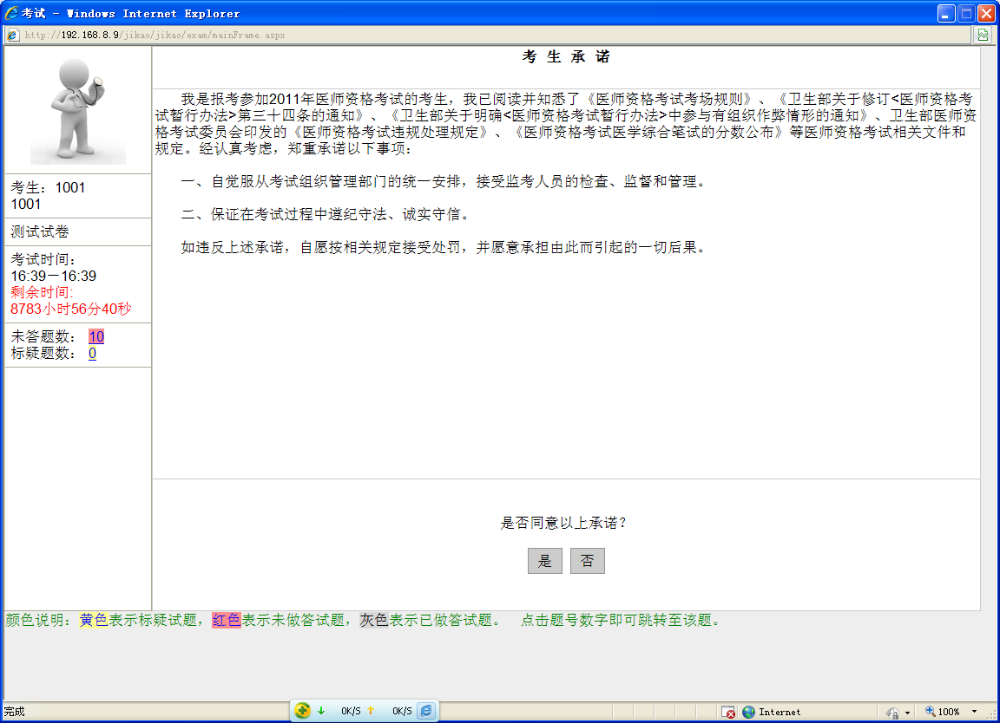 考试 - Windows Internet Explorer
http://192.168.8.9/jikao/jikao/exam/mainFrame.aspx
考生：1001
1001
测试试卷
考试时间：
16:39－16:39
剩余时间:
8783小时56分40秒
未答题数： 10
标疑题数： 0
考 生 承 诺
我是报考参加2011年医师资格考试的考生，我已阅读并知悉了《医师资格考试考场规则》、《卫生部关于修订<医师资格考
试暂行办法>第三十四条的通知》、《卫生部关于明确<医师资格考试暂行办法>中参与有组织作弊情形的通知》、卫生部医师资
格考试委员会印发的《医师资格考试违规处理规定》、《医师资格考试医学综合笔试的分数公布》等医师资格考试相关文件和
规定。经认真考虑，郑重承诺以下事项：
一、自觉服从考试组织管理部门的统一安排，接受监考人员的检查、监督和管理。
二、保证在考试过程中遵纪守法、诚实守信。
如违反上述承诺，自愿按相关规定接受处罚，并愿意承担由此而引起的一切后果。
是否同意以上承诺？
是 否
颜色说明：黄色表示标疑试题，红色表示未做答试题，灰色表示已做答试题。 点击题号数字即可跳转至该题。
完成 0K/S 0K/S Internet 100%